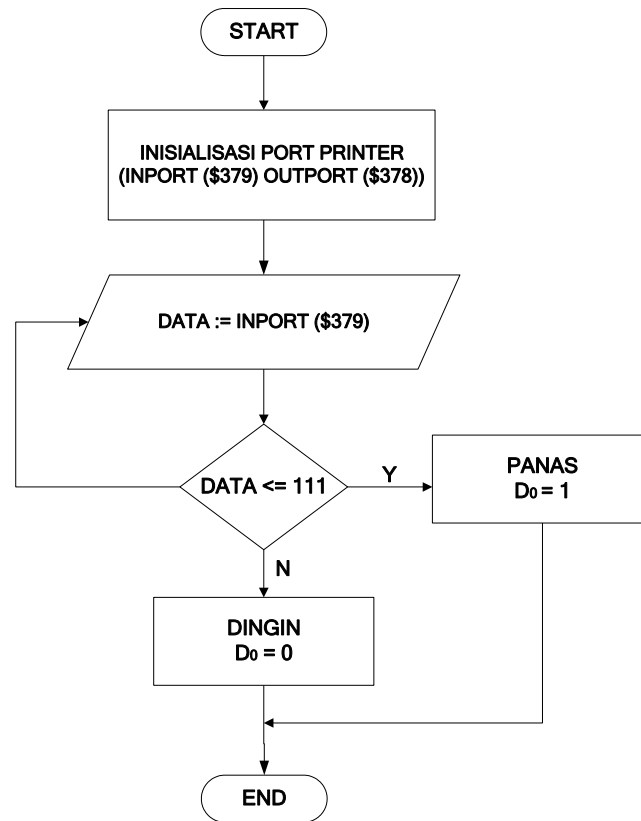 START
INISIALISASI PORT PRINTER
(INPORT ($379) OUTPORT ($378))
DATA := INPORT ($379)
DATA <= 111
Y
PANAS
D₀ = 1
N
DINGIN
D₀ = 0
END